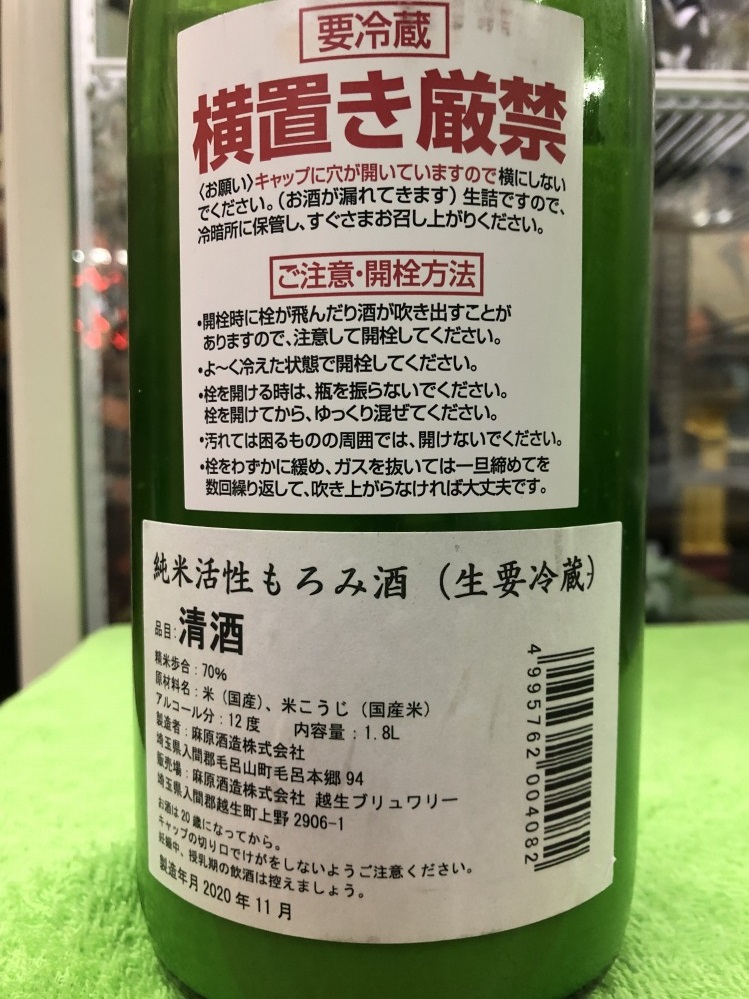 要冷蔵
横置き厳禁
〈お願い〉キャップに穴が開いていますので横にしない
でください。（お酒が漏れてきます）生詰ですので、
冷暗所に保管し、すぐさまお召し上がりください。
ご注意・開栓方法
・開栓時に栓が飛んだり酒が吹き出すことが
ありますので、注意して開栓してください。
・よ〜く冷えた状態で開栓してください。
・栓を開ける時は、瓶を振らないでください。
栓を開けてから、ゆっくり混ぜてください。
・汚れては困るものの周囲では、開けないでください。
・栓をわずかに緩め、ガスを抜いては一旦締めてを
数回繰り返して、吹き上がらなければ大丈夫です。
純米活性もろみ酒（生要冷蔵）
品目：清酒
精米歩合：70%
原材料名：米（国産）、米こうじ（国産米）
アルコール分：12度　内容量：1.8L
製造者：麻原酒造株式会社
埼玉県入間郡毛呂山町毛呂本郷94
販売場：麻原酒造株式会社 越生ブリュワリー
埼玉県入間郡越生町上野2906-1
お酒は20歳になってから。
キャップの切り口でけがをしないようご注意ください。
妊娠中、授乳期の飲酒は控えましょう。
製造年月2020年11月
4995762004082